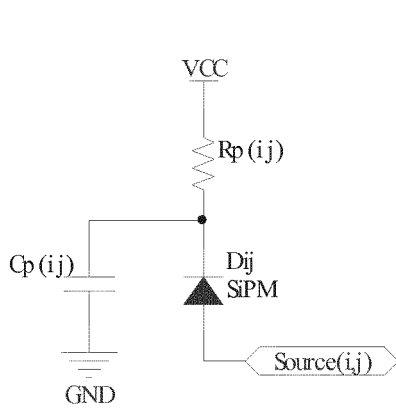 VCC
Rp(ij)
Cp(ij)
Dij
SiPM
Source(i,j)
GND